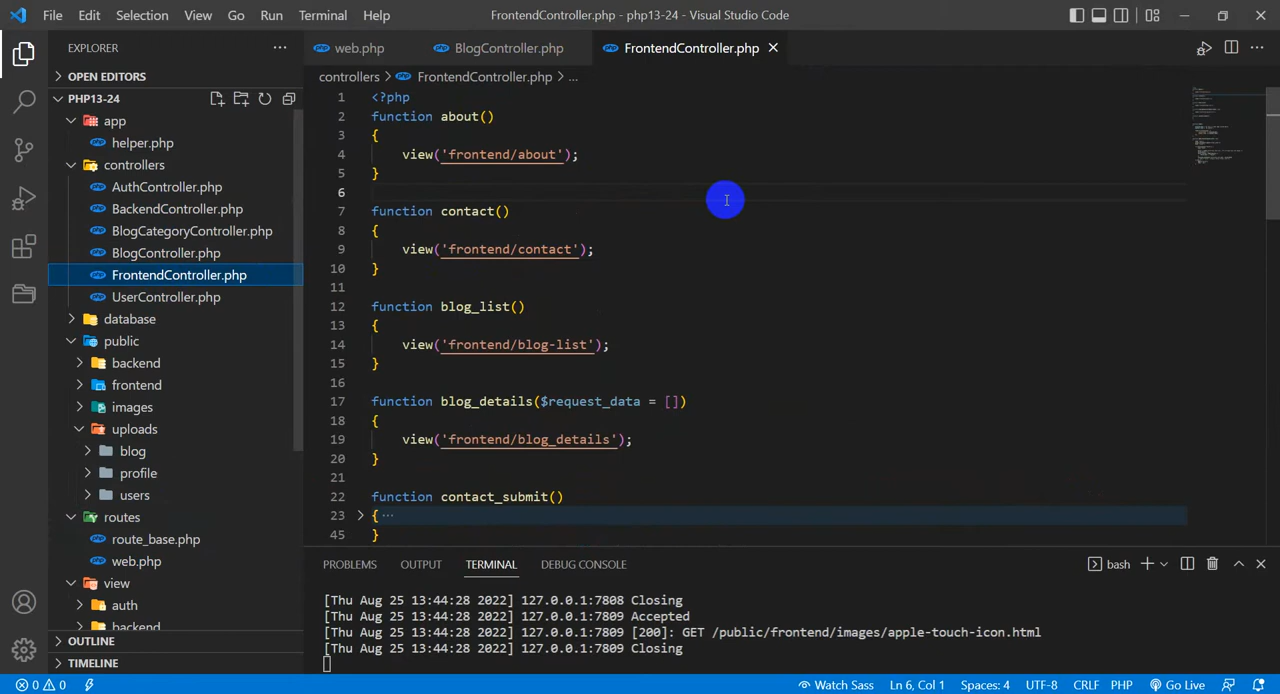 File Edit Selection View Go Run Terminal Help FrontendController.php - php13-24 - Visual Studio Code
EXPLORER ···
web.php BlogController.php FrontendController.php
OPEN EDITORS
controllers > FrontendController.php > ...
PHP13-24
app
helper.php
controllers
AuthController.php
BackendController.php
BlogCategoryController.php
BlogController.php
FrontendController.php
UserController.php
database
public
backend
frontend
images
uploads
blog
profile
users
routes
route_base.php
web.php
view
auth
backend
OUTLINE
TIMELINE
1 <?php
2 function about()
3 {
4 view('frontend/about');
5 }
6
7 function contact()
8 {
9 view('frontend/contact');
10 }
11
12 function blog_list()
13 {
14 view('frontend/blog-list');
15 }
16
17 function blog_details($request_data = [])
18 {
19 view('frontend/blog_details');
20 }
21
22 function contact_submit()
23 > { ···
45 }
PROBLEMS OUTPUT TERMINAL DEBUG CONSOLE bash
[Thu Aug 25 13:44:28 2022] 127.0.0.1:7808 Closing
[Thu Aug 25 13:44:28 2022] 127.0.0.1:7809 Accepted
[Thu Aug 25 13:44:28 2022] 127.0.0.1:7809 [200]: GET /public/frontend/images/apple-touch-icon.html
[Thu Aug 25 13:44:28 2022] 127.0.0.1:7809 Closing
0 0 Watch Sass Ln 6, Col 1 Spaces: 4 UTF-8 CRLF PHP Go Live